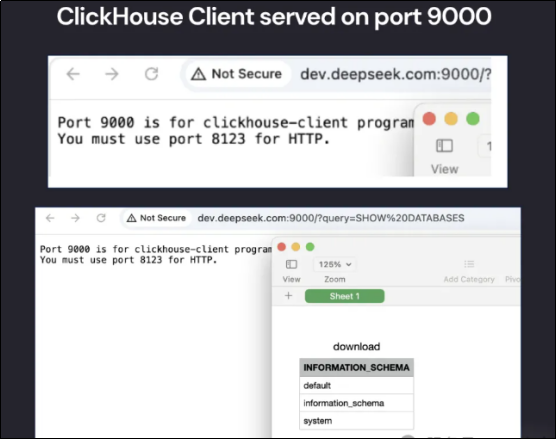 ClickHouse Client served on port 9000
Not Secure dev.deepseek.com:9000/?
Port 9000 is for clickhouse-client program
You must use port 8123 for HTTP.
View
Not Secure dev.deepseek.com:9000/?query=SHOW%20DATABASES
Port 9000 is for clickhouse-client program
You must use port 8123 for HTTP.
125%
View Zoom Add Category
Sheet 1
download
INFORMATION_SCHEMA
default
information_schema
system